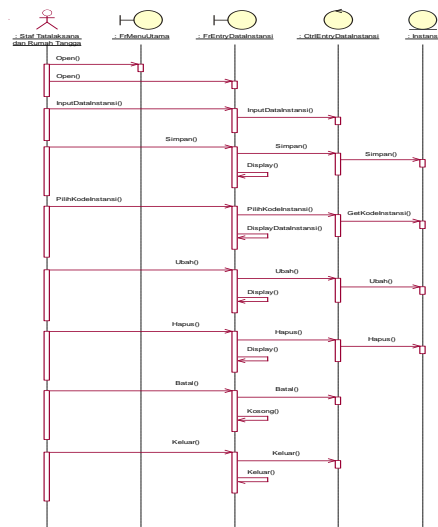 : Staf Tatalaksana
dan Rumah Tangga
: FrMenuUtama
: FrEntryDataInstansi
: CtrlEntryDataInstansi
: Instans
Open()
Open()
InputDataInstansi()
InputDataInstansi()
Simpan()
Simpan()
Simpan()
Display()
PilihKodeInstansi()
PilihKodeInstansi()
GetKodeInstansi()
DisplayDataInstansi()
Ubah()
Ubah()
Ubah()
Display()
Hapus()
Hapus()
Hapus()
Display()
Batal()
Batal()
Kosong()
Keluar()
Keluar()
Keluar()